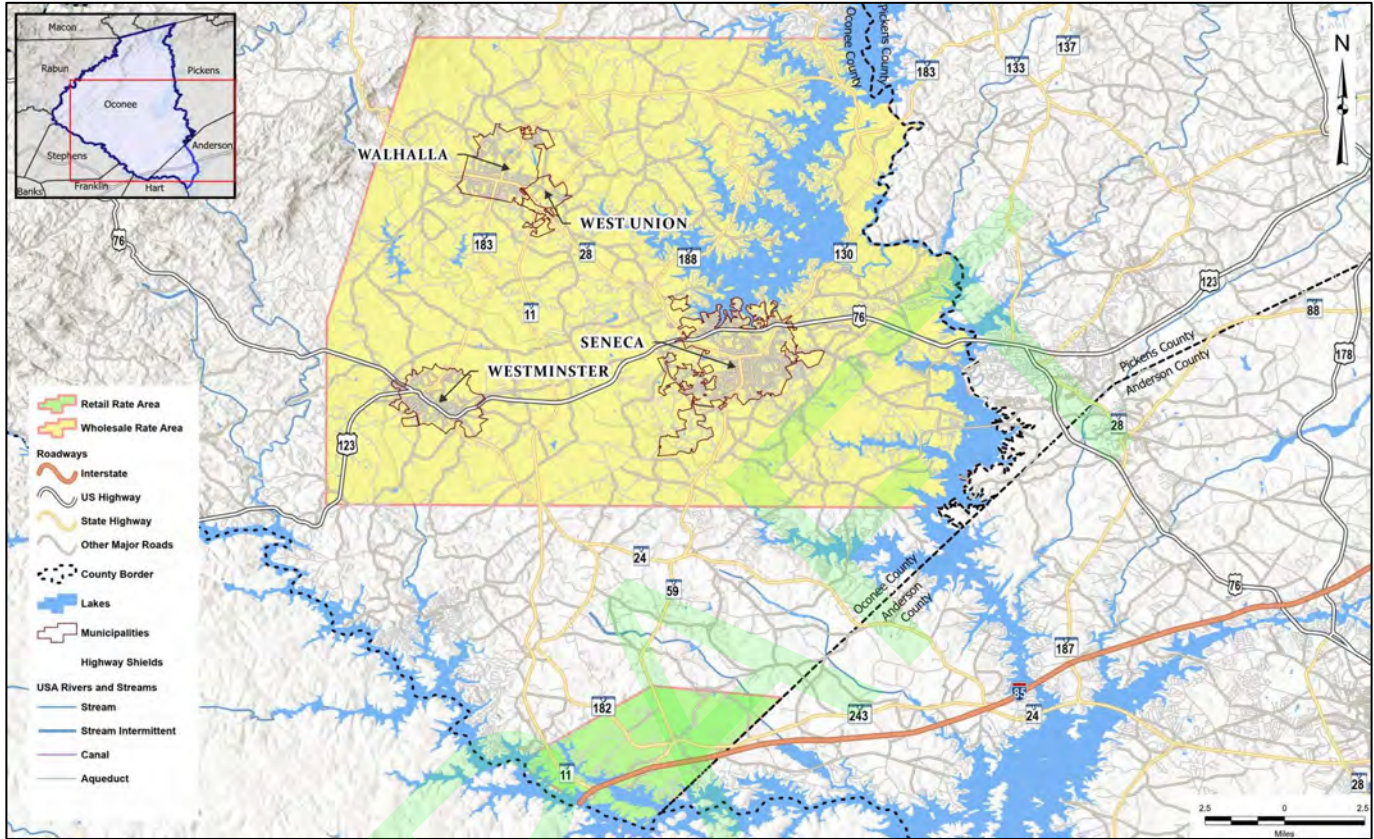 Macon
Rabun
Pickens
Oconee
Stephens
Anderson
Banks
Franklin
Hart
N
Oconee County
Pickens County
183
133
137
WALHALLA
WEST UNION
76
183
28
188
130
123
11
76
88
SENECA
178
WESTMINSTER
Pickens County
Anderson County
28
123
Retail Rate Area
Wholesale Rate Area
Roadways
Interstate
US Highway
State Highway
Other Major Roads
County Border
Lakes
Municipalities
Highway Shields
USA Rivers and Streams
Stream
Stream Intermittent
Canal
Aqueduct
24
59
Oconee County
Anderson
County
76
187
85
182
243
24
11
28
2.5 0 2.5
Miles